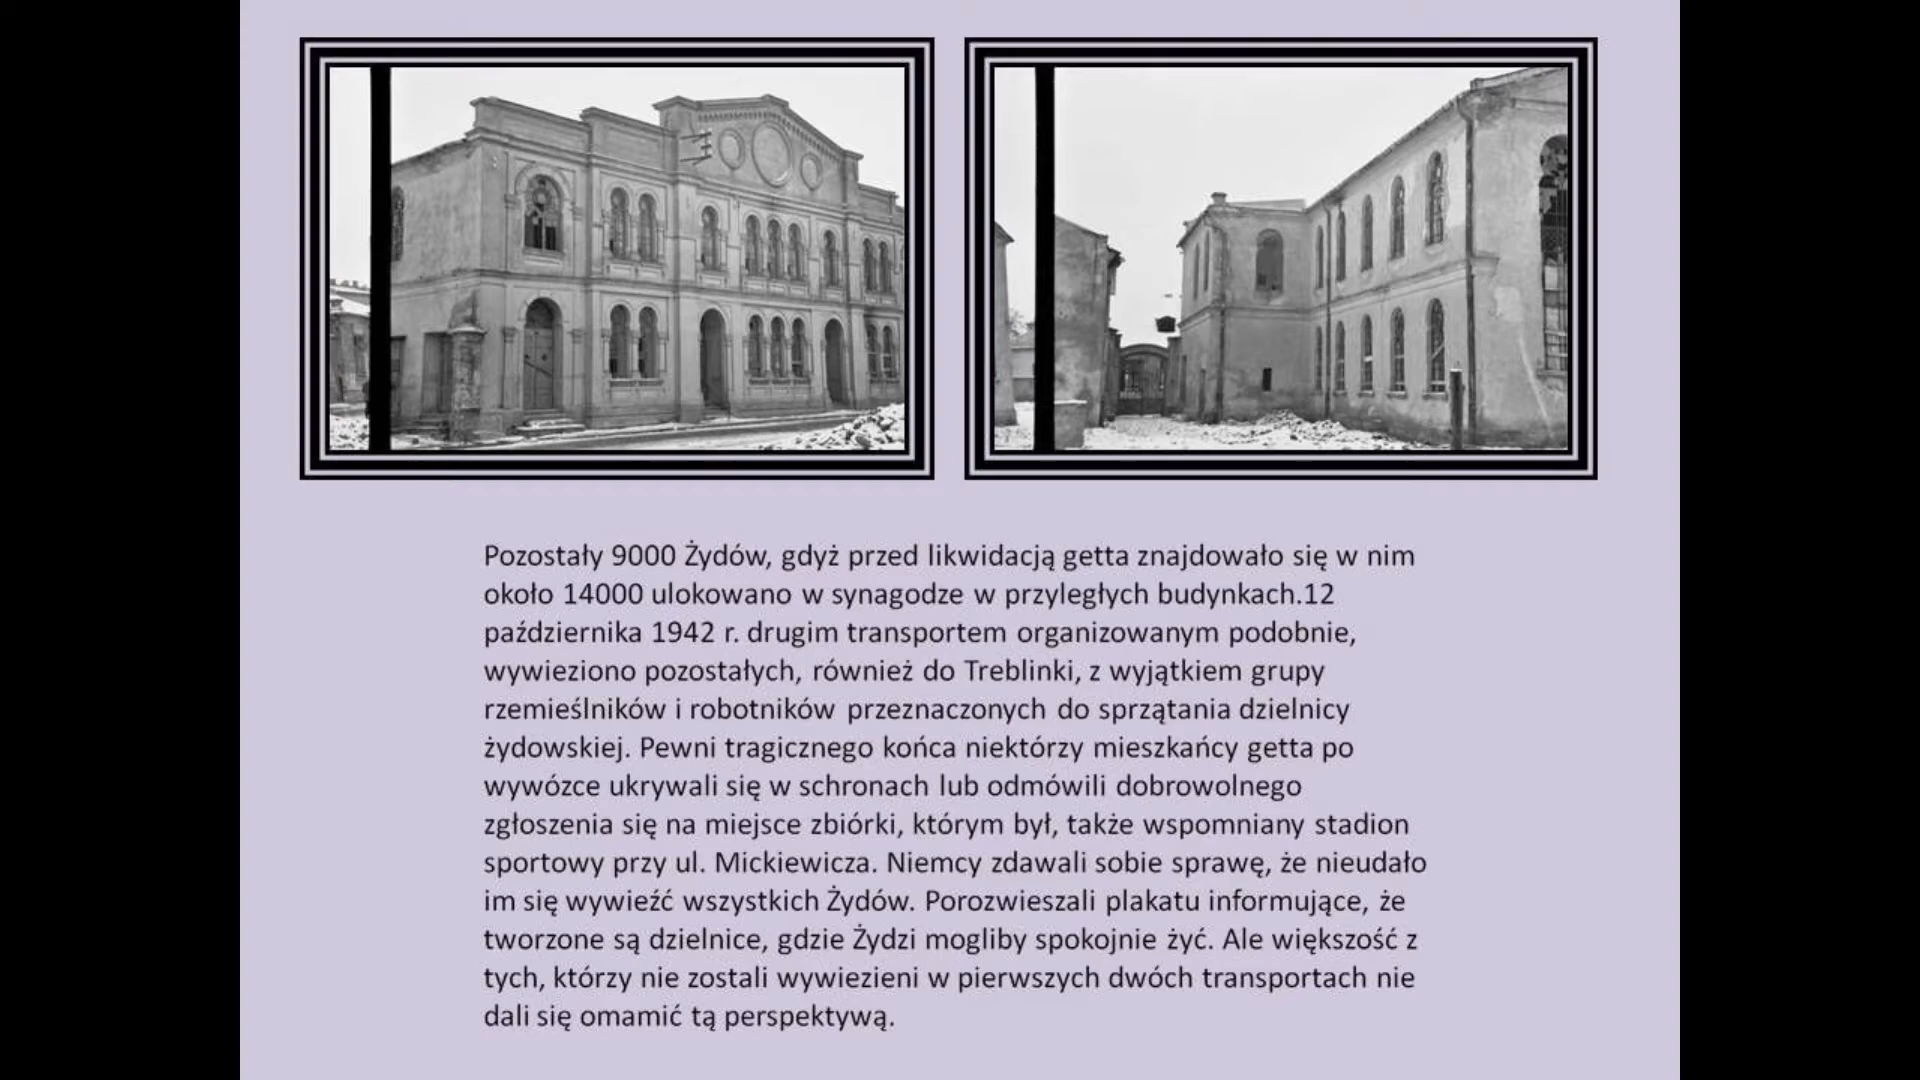 Pozostały 9000 Żydów, gdyż przed likwidacją getta znajdowało się w nim
około 14000 ulokowano w synagodze w przyległych budynkach.12
października 1942 r. drugim transportem organizowanym podobnie,
wywieziono pozostałych, również do Treblinki, z wyjątkiem grupy
rzemieślników i robotników przeznaczonych do sprzątania dzielnicy
żydowskiej. Pewni tragicznego końca niektórzy mieszkańcy getta po
wywózce ukrywali się w schronach lub odmówili dobrowolnego
zgłoszenia się na miejsce zbiórki, którym był, także wspomniany stadion
sportowy przy ul. Mickiewicza. Niemcy zdawali sobie sprawę, że nieudało
im się wywieźć wszystkich Żydów. Porozwieszali plakatu informujące, że
tworzone są dzielnice, gdzie Żydzi mogliby spokojnie żyć. Ale większość z
tych, którzy nie zostali wywiezieni w pierwszych dwóch transportach nie
dali się omamić tą perspektywą.